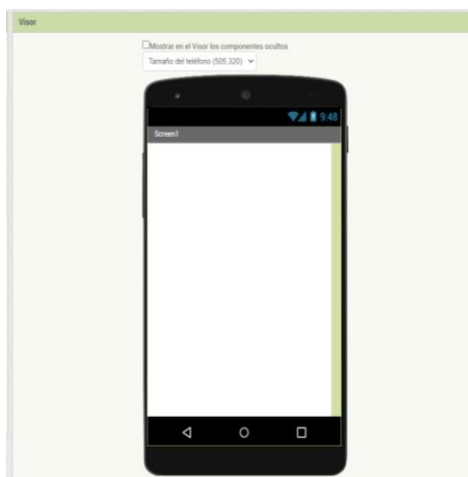 Visor
Mostrar en el Visor los componentes ocultos
Tamaño del teléfono (505,320)
9:48
Screen1